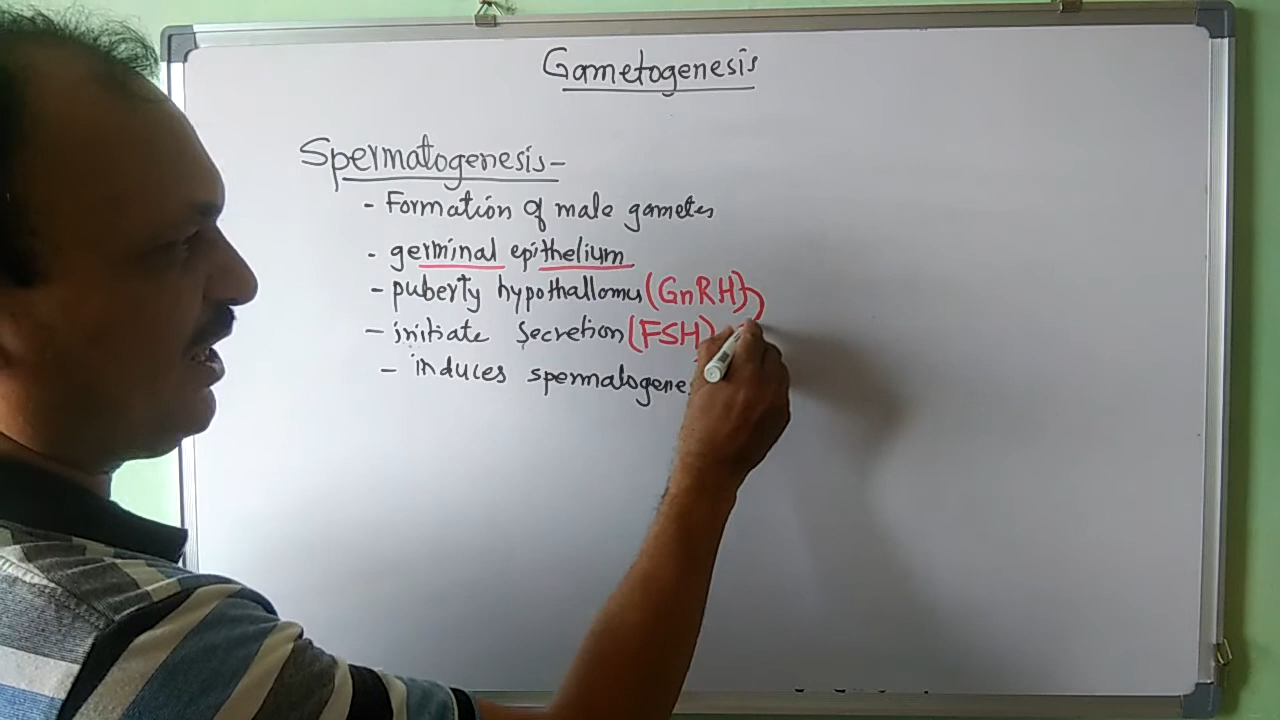 Gametogenesis
Spermatogenesis-
- Formation of male gametes
- germinal epithelium
- puberty hypothallomus (GnRH)
- initiate secretion (FSH)
- induces spermatogene